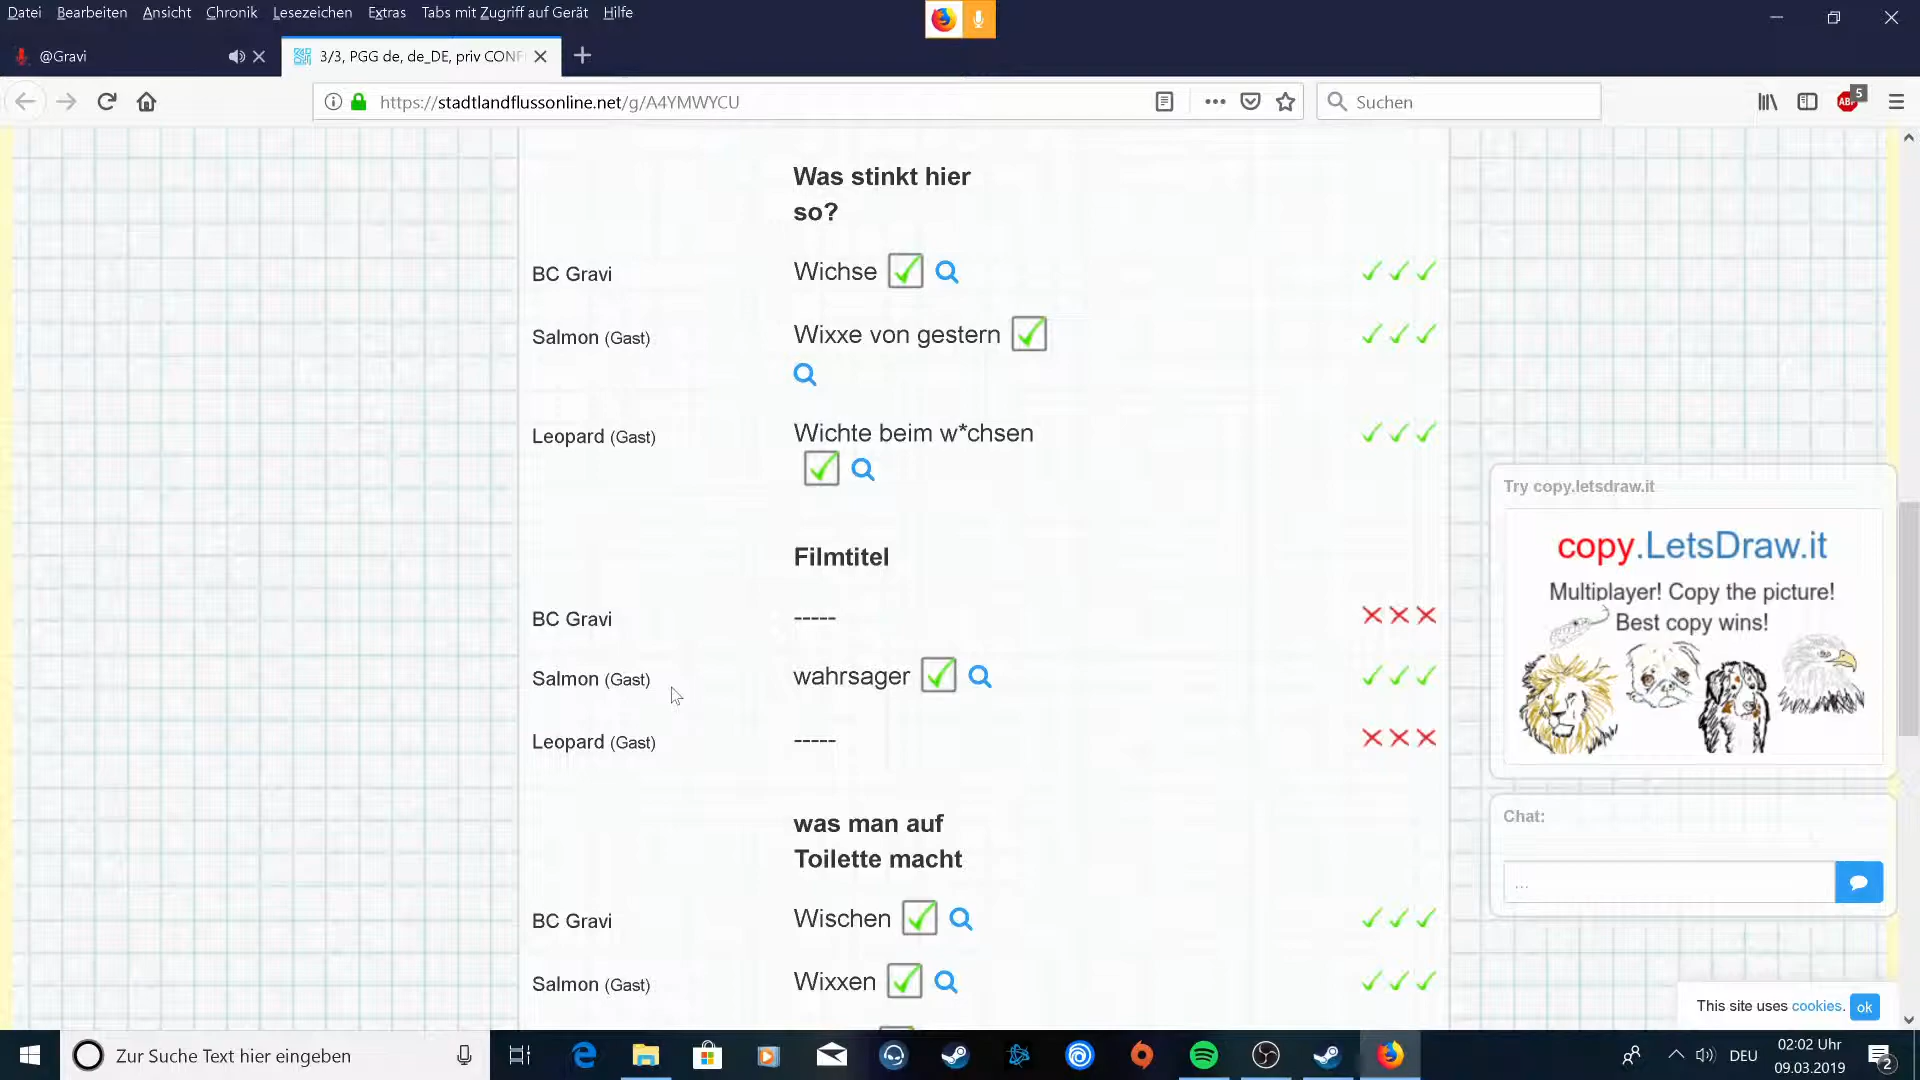 Datei Bearbeiten Ansicht Chronik Lesezeichen Extras Tabs mit Zugriff auf Gerät Hilfe
@Gravi
3/3, PGG de, de_DE, priv CONF
https://stadtlandflussonline.net/g/A4YMWYCU
Suchen
ABP
5
Was stinkt hier
so?
BC Gravi Wichse
Salmon (Gast) Wixxe von gestern
Leopard (Gast) Wichte beim w*chsen
Filmtitel
BC Gravi -----
Salmon (Gast) wahrsager
Leopard (Gast) -----
was man auf
Toilette macht
BC Gravi Wischen
Salmon (Gast) Wixxen
Try copy.letsdraw.it
copy.LetsDraw.it
Multiplayer! Copy the picture!
Best copy wins!
Chat:
...
This site uses cookies. ok
Zur Suche Text hier eingeben
DEU
02:02 Uhr
09.03.2019
2